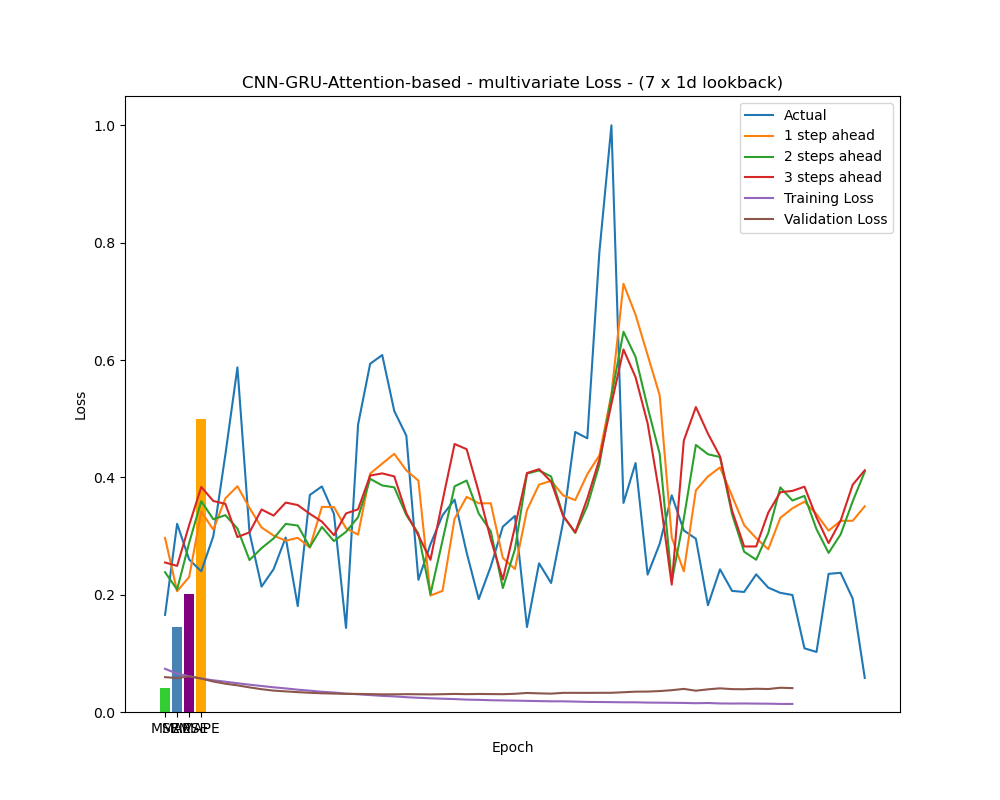 CNN-GRU-Attention-based - multivariate Loss - (7 x 1d lookback)
Actual
1 step ahead
2 steps ahead
3 steps ahead
Training Loss
Validation Loss
1.0
0.8
0.6
0.4
0.2
0.0
Loss
Epoch